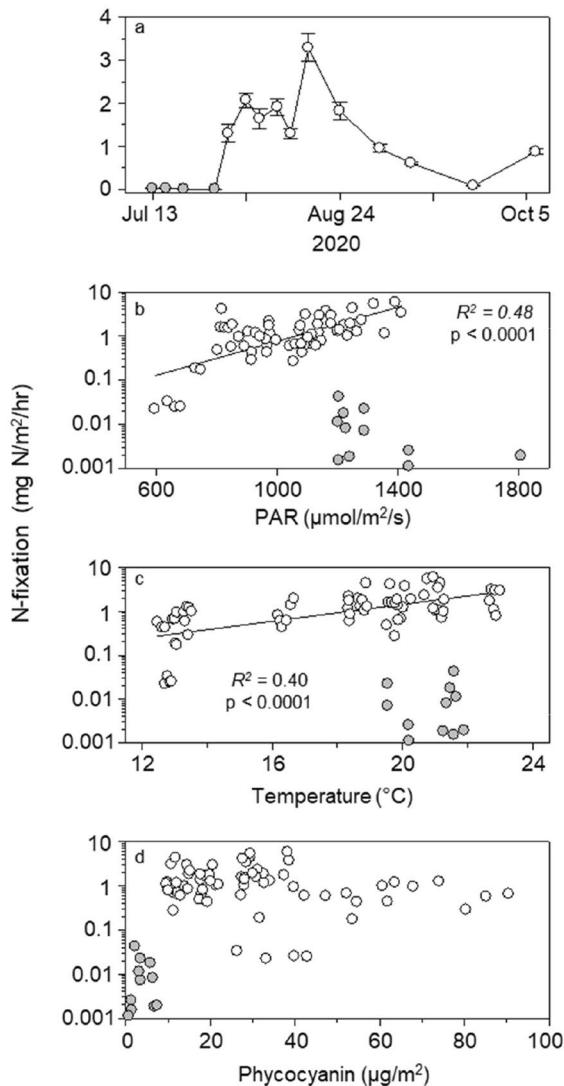 a
4
3
2
1
0
Jul 13 Aug 24 Oct 5
2020
N-fixation (mg N/m²/hr)
b
10
1
0.1
0.01
0.001
R² = 0.48
p < 0.0001
600 1000 1400 1800
PAR (µmol/m²/s)
c
10
1
0.1
0.01
0.001
R² = 0.40
p < 0.0001
12 16 20 24
Temperature (°C)
d
10
1
0.1
0.01
0.001
0 20 40 60 80 100
Phycocyanin (µg/m²)